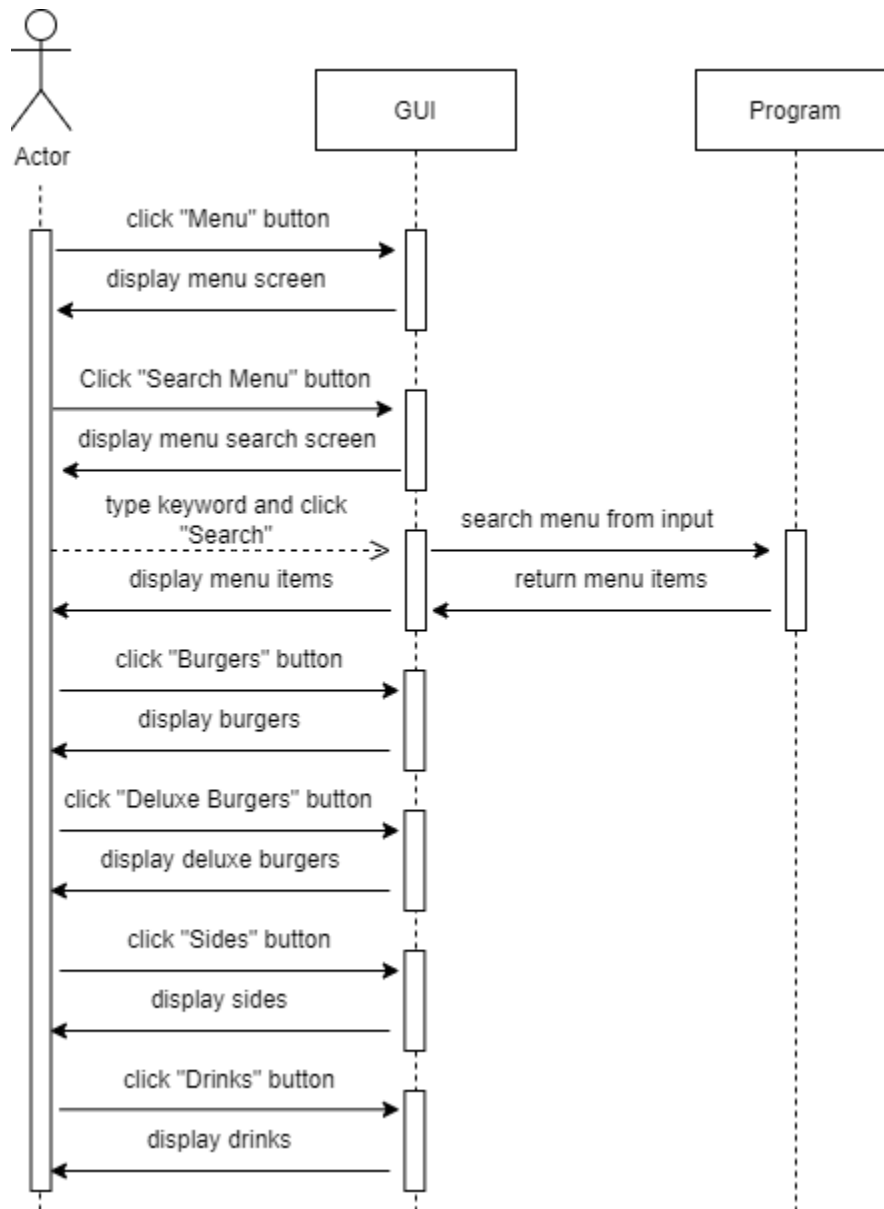 GUI
Program
Actor
click "Menu" button
display menu screen
Click "Search Menu" button
display menu search screen
type keyword and click
"Search"
search menu from input
display menu items
return menu items
click "Burgers" button
display burgers
click "Deluxe Burgers" button
display deluxe burgers
click "Sides" button
display sides
click "Drinks" button
display drinks